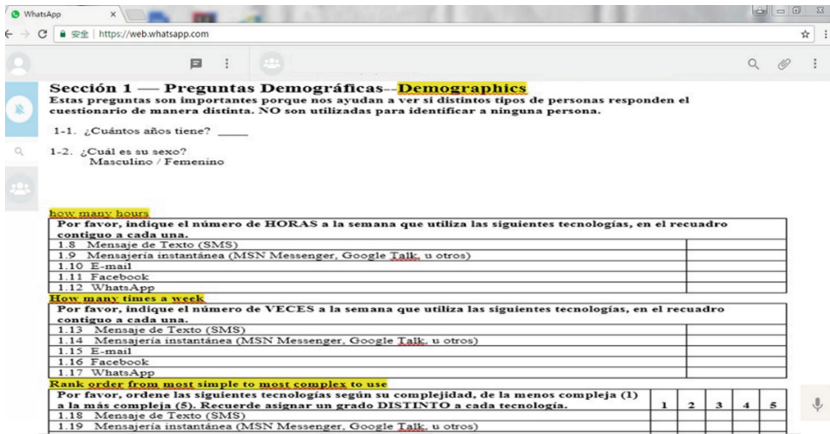 WhatsApp
安全 | https://web.whatsapp.com
Sección 1 — Preguntas Demográficas--Demographics
Estas preguntas son importantes porque nos ayudan a ver si distintos tipos de personas responden el
cuestionario de manera distinta. NO son utilizadas para identificar a ninguna persona.
1-1. ¿Cuántos años tiene? _____
1-2. ¿Cuál es su sexo?
Masculino / Femenino
how many hours
Por favor, indique el número de HORAS a la semana que utiliza las siguientes tecnologías, en el recuadro
contiguo a cada una.
1.8 Mensaje de Texto (SMS)
1.9 Mensajería instantánea (MSN Messenger, Google Talk, u otros)
1.10 E-mail
1.11 Facebook
1.12 WhatsApp
How many times a week
Por favor, indique el número de VECES a la semana que utiliza las siguientes tecnologías, en el recuadro
contiguo a cada una.
1.13 Mensaje de Texto (SMS)
1.14 Mensajería instantánea (MSN Messenger, Google Talk, u otros)
1.15 E-mail
1.16 Facebook
1.17 WhatsApp
Rank order from most simple to most complex to use
Por favor, ordene las siguientes tecnologías según su complejidad, de la menos compleja (1)
a la más compleja (5). Recuerde asignar un grado DISTINTO a cada tecnología. 1 2 3 4 5
1.18 Mensaje de Texto (SMS)
1.19 Mensajería instantánea (MSN Messenger, Google Talk, u otros)